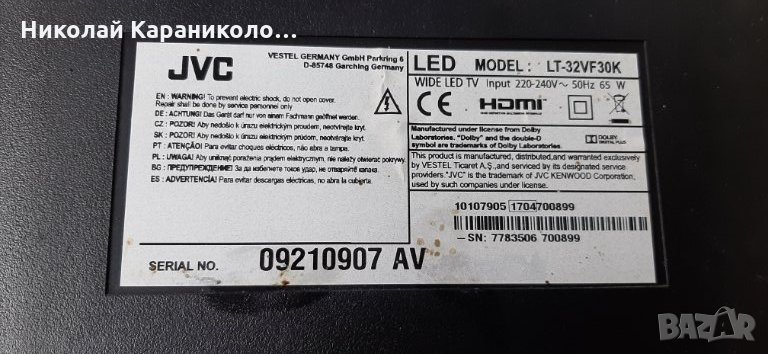 Николай Караниколо...
JVC
VESTEL GERMANY GmbH Parkring 6
D-85748 Garching Germany
EN : WARNING! To prevent electric shock, do not open cover.
Repair shall be done by service personnel only
DE : ACHTUNG! Das Gerät darf nur von einem Fachmann geöffnet werden.
CZ : POZOR! Aby nedošlo k úrazu elektrickým proudem, neotvírejte kryt.
SK : POZOR! Aby nedošlo k úrazu elektrickým prúdom, neotvárajte kryt.
PT : ATENÇÃO! Para evitar choques eléctricos, não abra a tampa.
PL : UWAGA! Aby uniknąć porażenia prądem elektrycznym, nie otwierać pokrywy.
BG : ПРЕДУПРЕЖДЕНИЕ! За да избегнете токов удар, не отваряйте капака.
ES : ADVERTENCIA! Para evitar descargas eléctricas, no abra la cubierta.
SERIAL NO. 09210907 AV
LED MODEL: LT-32VF30K
WIDE LED TV Input 220-240V~ 50Hz 65 W
CE HDMI
Manufactured under license from Dolby
Laboratories. "Dolby" and the double-D
symbol are trademarks of Dolby Laboratories.
DOLBY
DIGITAL PLUS
This product is manufactured, distributed,and warranted exclusively
by VESTEL Ticaret A.Ş.,and serviced by its designated service
providers."JVC" is the trademark of JVC KENWOOD Corporation,
used by such companies under license.
10107905 1704700899
SN: 7783506 700899
BAZAR